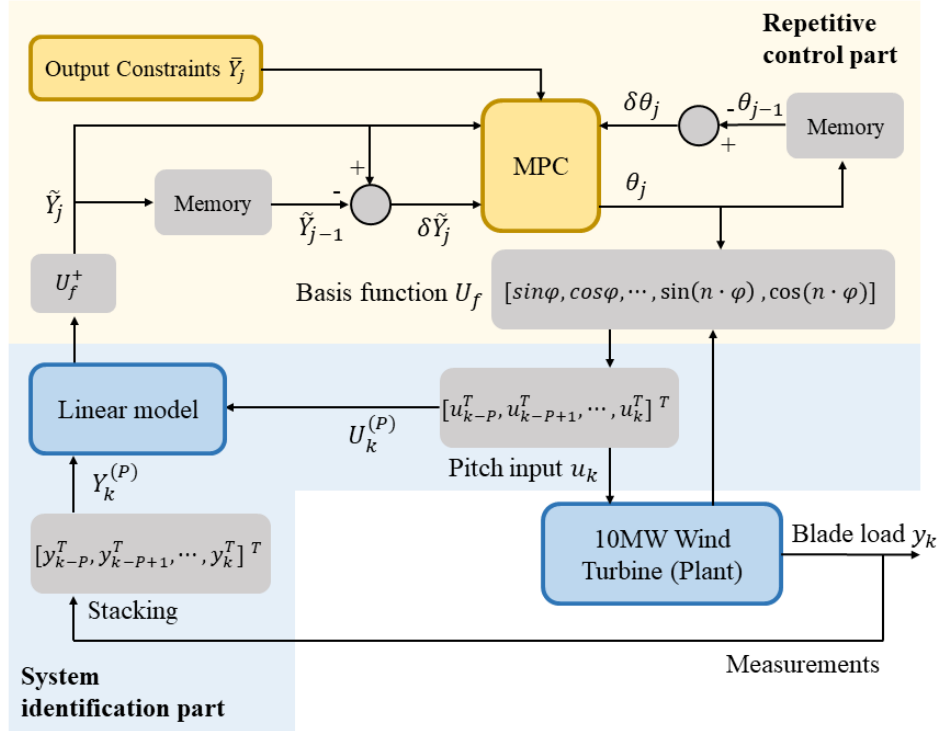 Repetitive
control part
Output Constraints Ȳ_j
δθ_j
-
θ_{j-1}
+
Memory
MPC
+
-
Ỹ_j
Memory
Ỹ_{j-1}
δỸ_j
θ_j
U_f^+
Basis function U_f
[sinφ, cosφ, ⋯, sin(n · φ) , cos(n · φ)]
Linear model
U_k^{(P)}
[u_{k-P}^T, u_{k-P+1}^T, ⋯, u_k^T] ^T
Pitch input u_k
Y_k^{(P)}
[y_{k-P}^T, y_{k-P+1}^T, ⋯, y_k^T] ^T
Stacking
10MW Wind
Turbine (Plant)
Blade load y_k
Measurements
System
identification part